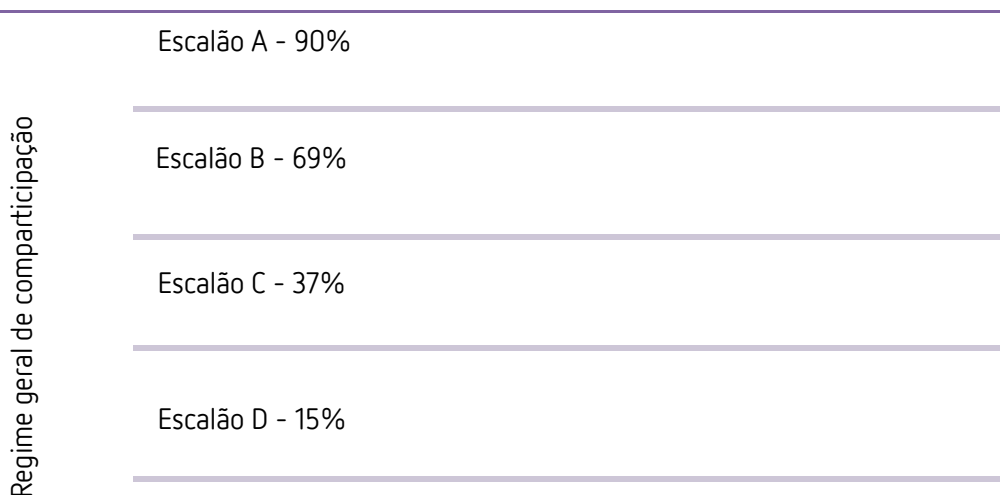 Regime geral de comparticipação
Escalão A - 90%
Escalão B - 69%
Escalão C - 37%
Escalão D - 15%